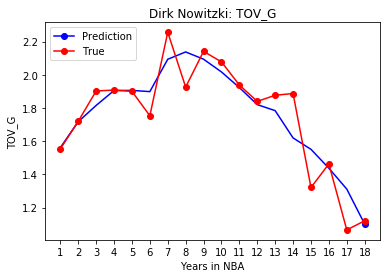 Dirk Nowitzki: TOV_G
Prediction
True
TOV_G
2.2
2.0
1.8
1.6
1.4
1.2
1 2 3 4 5 6 7 8 9 10 11 12 13 14 15 16 17 18
Years in NBA